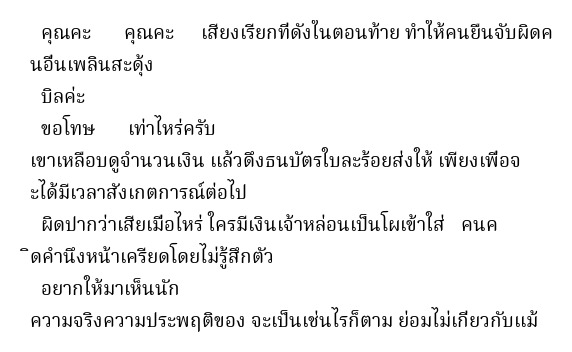 คุณคะ คุณคะ เสียงเรียกที่ดังในตอนท้าย ทำให้คนยืนจับผิดค
นอื่นเพลินสะดุ้ง
บิลค่ะ
ขอโทษ เท่าไหร่ครับ
เขาเหลือบดูจำนวนเงิน แล้วดึงธนบัตรใบละร้อยส่งให้ เพียงเพื่อจ
ะได้มีเวลาสังเกตการณ์ต่อไป
ผิดปากว่าเสียเมื่อไหร่ ใครมีเงินเจ้าหล่อนเป็นโผเข้าใส่ คนค
ิดคำนึงหน้าเครียดโดยไม่รู้สึกตัว
อยากให้มาเห็นนัก
ความจริงความประพฤติของ จะเป็นเช่นไรก็ตาม ย่อมไม่เกี่ยวกับแม้